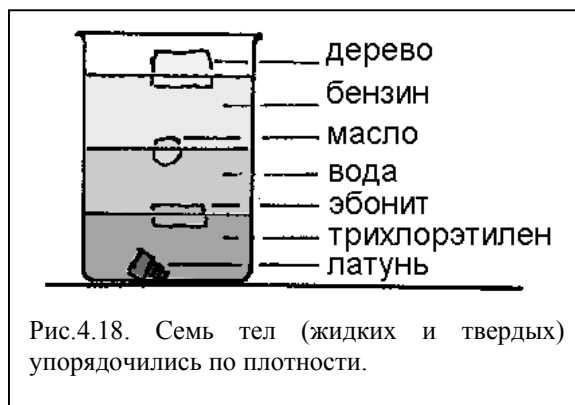 дерево
бензин
масло
вода
эбонит
трихлорэтилен
латунь
Рис.4.18. Семь тел (жидких и твердых)
упорядочились по плотности.